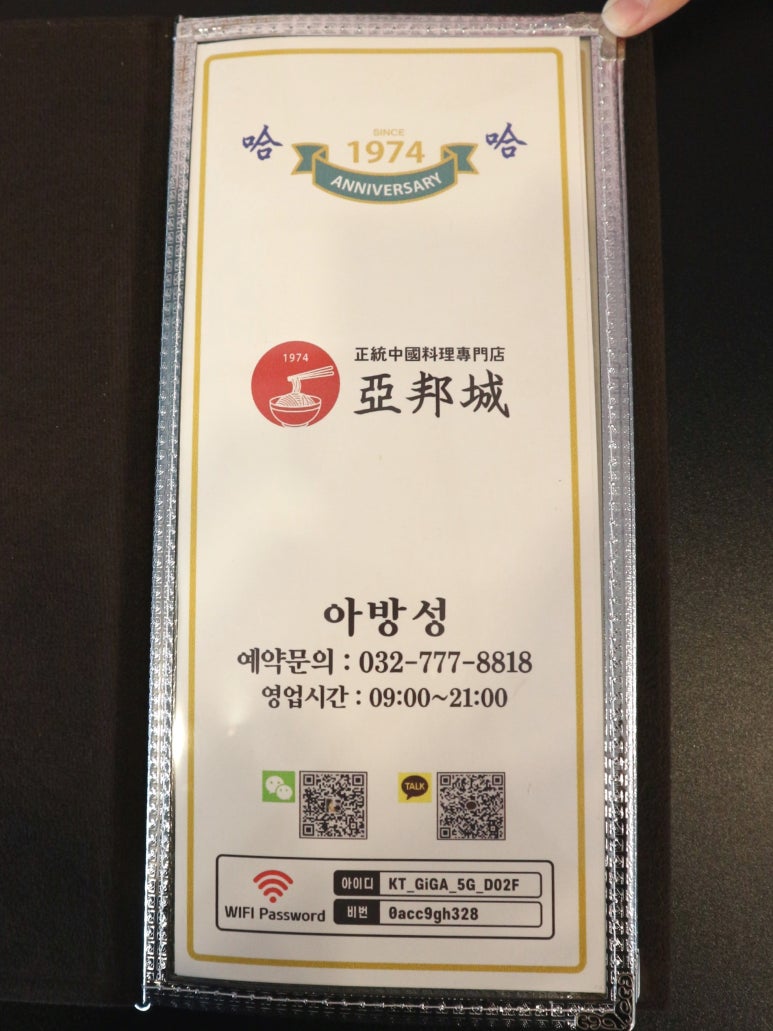 SINCE
哈 1974 哈
ANNIVERSARY
1974
正統中國料理專門店
亞邦城
아방성
예약문의 : 032-777-8818
영업시간 : 09:00~21:00
TALK
아이디 KT_GiGA_5G_D02F
WIFI Password
비번 0acc9gh328